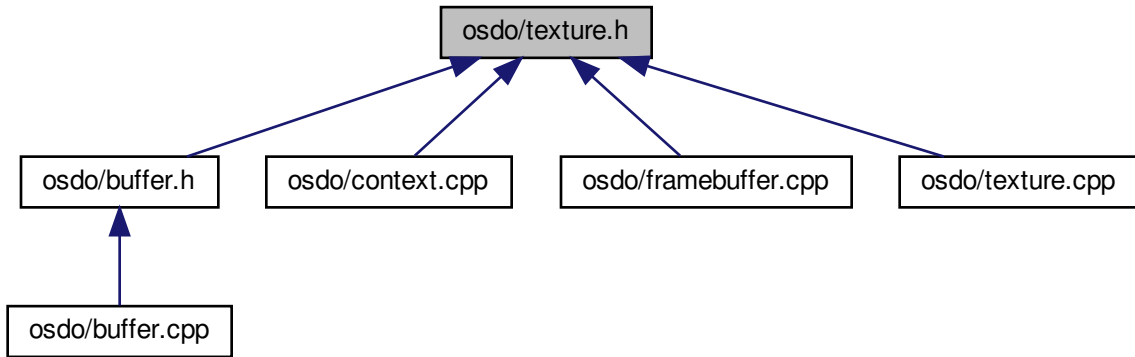 osdo/texture.h
osdo/buffer.h
osdo/context.cpp
osdo/framebuffer.cpp
osdo/texture.cpp
osdo/buffer.cpp